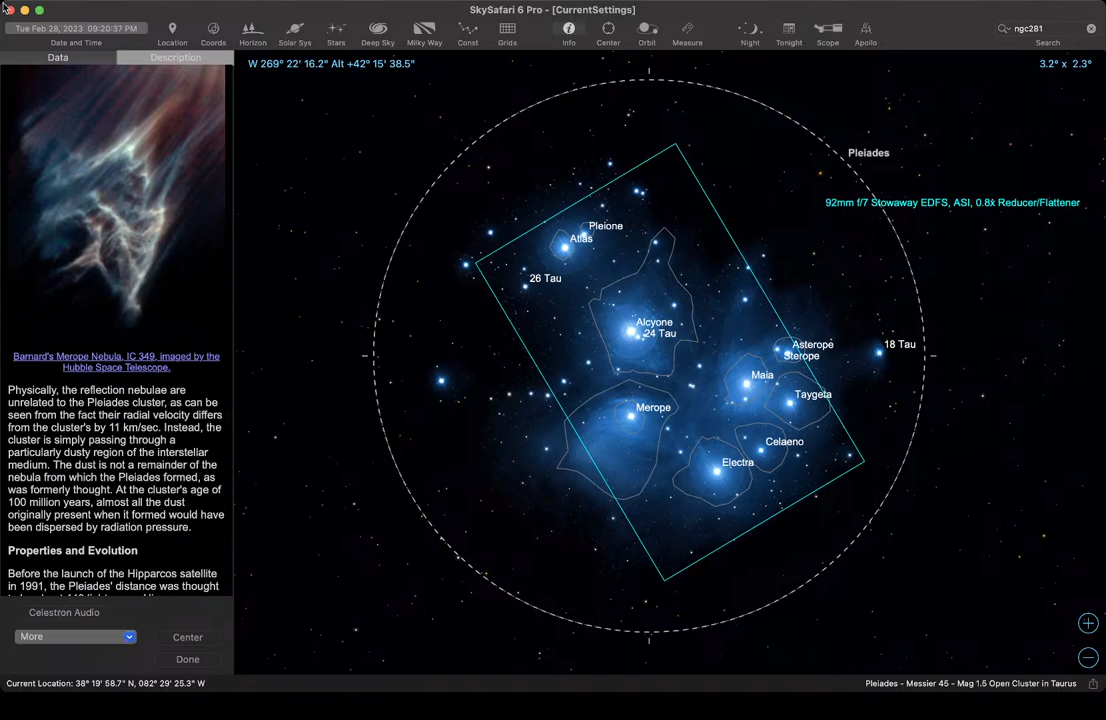 SkySafari 6 Pro - [CurrentSettings]
Tue Feb 28, 2023 09:20:37 PM
Date and Time
Location
Coords
Horizon
Solar Sys
Stars
Deep Sky
Milky Way
Const
Grids
Info
Center
Orbit
Measure
Night
Tonight
Scope
Apollo
ngc281
Search
Data
Description
W 269° 22' 16.2" Alt +42° 15' 38.5"
3.2° x 2.3°
Pleiades
92mm f/7 Stowaway EDFS, ASI, 0.8x Reducer/Flattener
Pleione
Atlas
26 Tau
Alcyone
24 Tau
Asterope
Sterope
18 Tau
Maia
Taygeta
Merope
Celaeno
Electra
Barnard's Merope Nebula, IC 349, imaged by the
Hubble Space Telescope.
Physically, the reflection nebulae are
unrelated to the Pleiades cluster, as can be
seen from the fact their radial velocity differs
from the cluster's by 11 km/sec. Instead, the
cluster is simply passing through a
particularly dusty region of the interstellar
medium. The dust is not a remainder of the
nebula from which the Pleiades formed, as
was formerly thought. At the cluster's age of
100 million years, almost all the dust
originally present when it formed would have
been dispersed by radiation pressure.
Properties and Evolution
Before the launch of the Hipparcos satellite
in 1991, the Pleiades' distance was thought
Celestron Audio
More
Center
Done
Current Location: 38° 19' 58.7" N, 082° 29' 25.3" W
Pleiades - Messier 45 - Mag 1.5 Open Cluster in Taurus